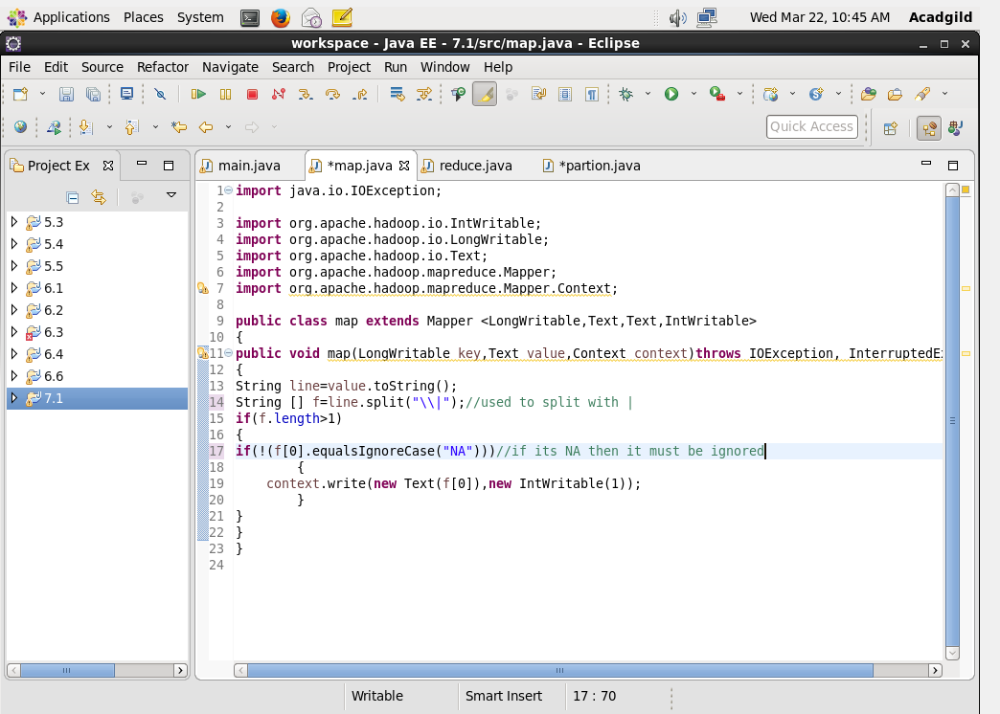 Applications Places System Wed Mar 22, 10:45 AM Acadgild
workspace - Java EE - 7.1/src/map.java - Eclipse
File Edit Source Refactor Navigate Search Project Run Window Help
Quick Access
Project Ex
main.java *map.java reduce.java *partion.java
5.3
5.4
5.5
6.1
6.2
6.3
6.4
6.6
7.1
1 import java.io.IOException;
2
3 import org.apache.hadoop.io.IntWritable;
4 import org.apache.hadoop.io.LongWritable;
5 import org.apache.hadoop.io.Text;
6 import org.apache.hadoop.mapreduce.Mapper;
7 import org.apache.hadoop.mapreduce.Mapper.Context;
8
9 public class map extends Mapper <LongWritable,Text,Text,IntWritable>
10 {
11 public void map(LongWritable key,Text value,Context context)throws IOException, InterruptedE
12 {
13 String line=value.toString();
14 String [] f=line.split("\\|");//used to split with |
15 if(f.length>1)
16 {
17 if(!(f[0].equalsIgnoreCase("NA")))//if its NA then it must be ignored
18 {
19 context.write(new Text(f[0]),new IntWritable(1));
20 }
21 }
22 }
23 }
24
Writable Smart Insert 17 : 70